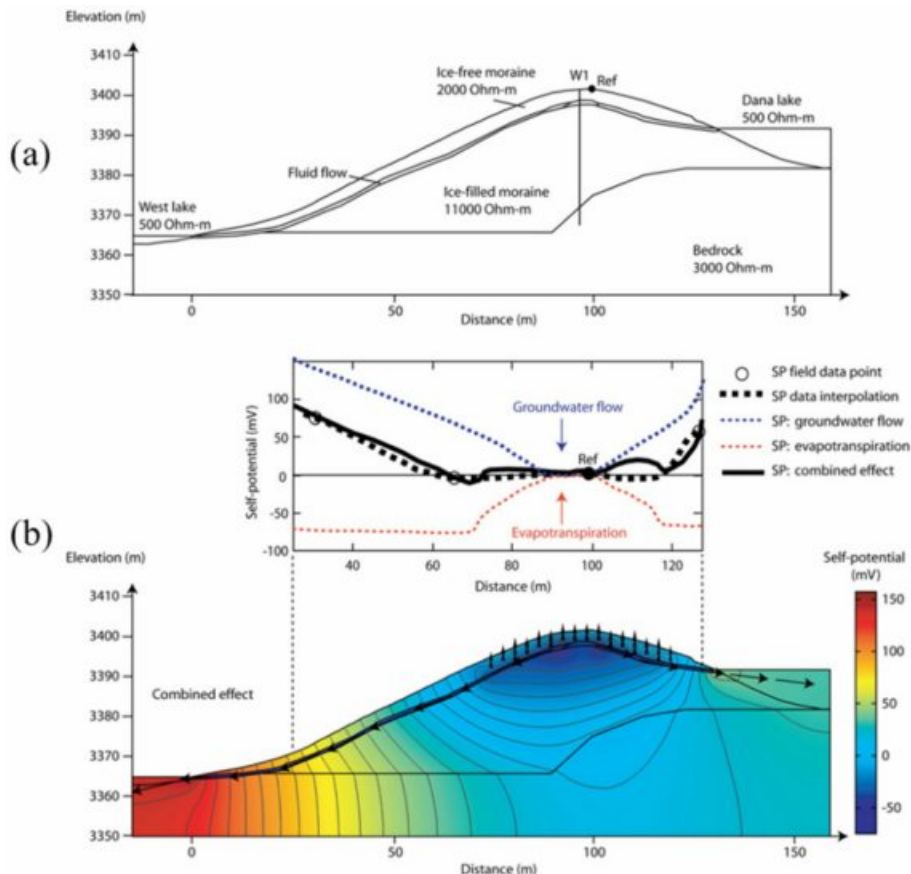 Elevation (m)
3410
3400
3390
3380
3370
3360
3350
(a)
Ice-free moraine
2000 Ohm-m
W1
Ref
Dana lake
500 Ohm-m
Fluid flow
Ice-filled moraine
11000 Ohm-m
West lake
500 Ohm-m
Bedrock
3000 Ohm-m
0
50
100
150
Distance (m)
Self-potential (mV)
100
50
0
-50
-100
Groundwater flow
Ref
Evapotranspiration
40
60
80
100
120
Distance (m)
SP field data point
SP data interpolation
SP: groundwater flow
SP: evapotranspiration
SP: combined effect
(b)
Elevation (m)
3410
3400
3390
3380
3370
3360
3350
Combined effect
0
50
100
150
Distance (m)
Self-potential
(mV)
150
100
50
0
-50